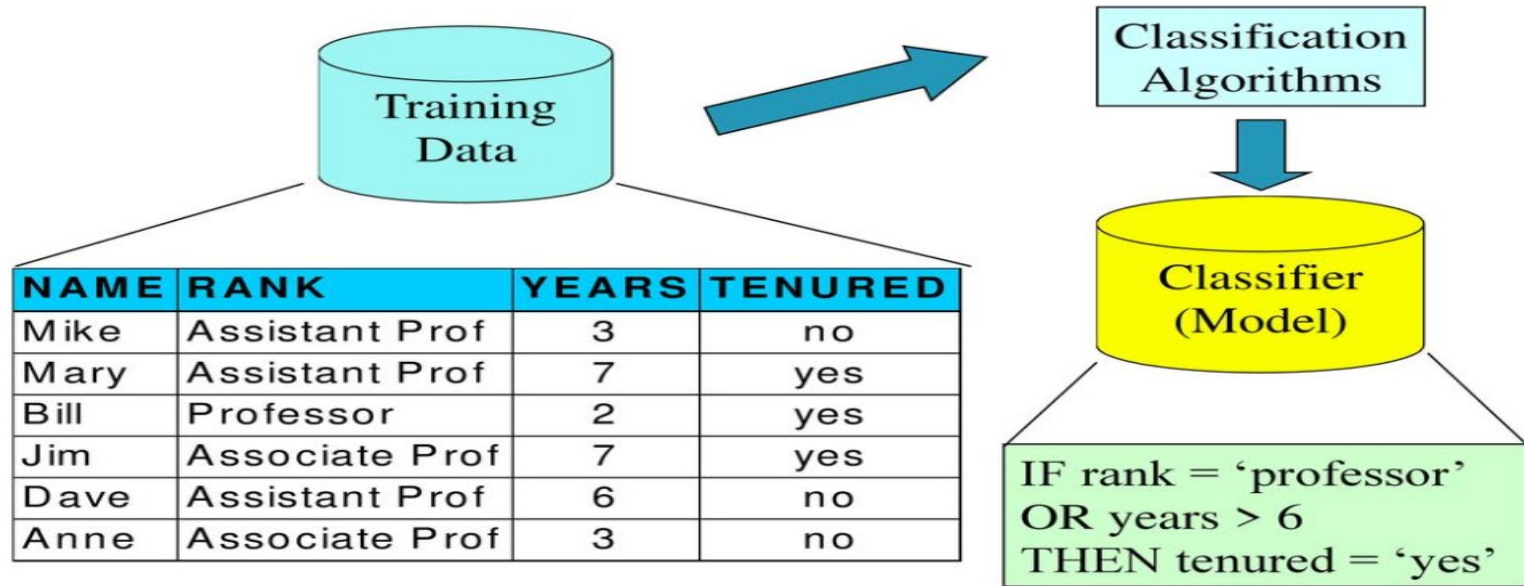 Training
Data
Classification
Algorithms
NAME RANK YEARS TENURED
Mike Assistant Prof 3 no
Mary Assistant Prof 7 yes
Bill Professor 2 yes
Jim Associate Prof 7 yes
Dave Assistant Prof 6 no
Anne Associate Prof 3 no
Classifier
(Model)
IF rank = ‘professor’
OR years > 6
THEN tenured = ‘yes’